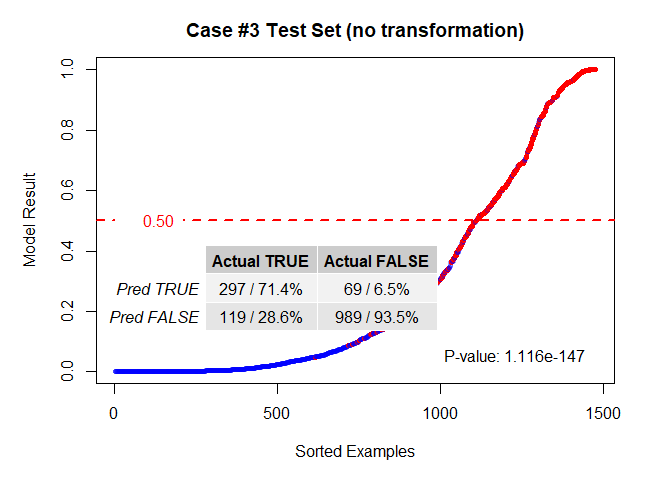 Case #3 Test Set (no transformation)
Model Result
1.0
0.8
0.6
0.4
0.2
0.0
0.50
Actual TRUE Actual FALSE
Pred TRUE 297 / 71.4% 69 / 6.5%
Pred FALSE 119 / 28.6% 989 / 93.5%
P-value: 1.116e-147
0 500 1000 1500
Sorted Examples